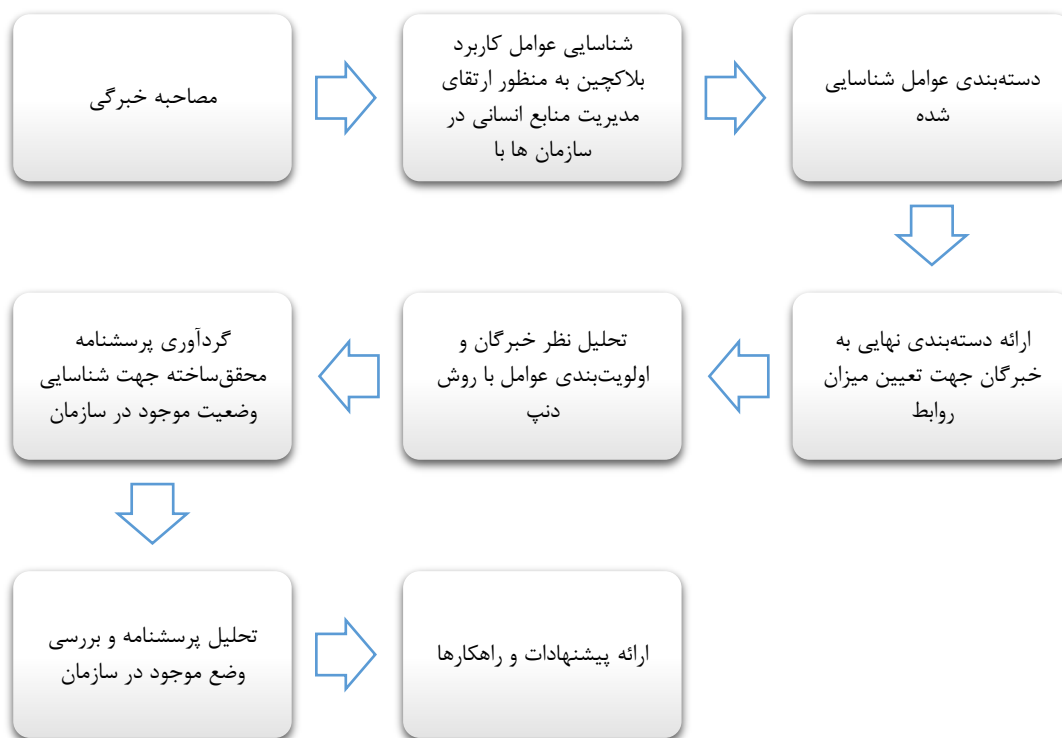 مصاحبه خبرگی
شناسایی عوامل کاربرد
بلاکچین به منظور ارتقای
مدیریت منابع انسانی در
سازمان ها با
دسته‌بندی عوامل شناسایی
شده
ارائه دسته‌بندی نهایی به
خبرگان جهت تعیین میزان
روابط
تحلیل نظر خبرگان و
اولویت‌بندی عوامل با روش
دنپ
گردآوری پرسشنامه
محقق‌ساخته جهت شناسایی
وضعیت موجود در سازمان
تحلیل پرسشنامه و بررسی
وضع موجود در سازمان
ارائه پیشنهادات و راهکارها